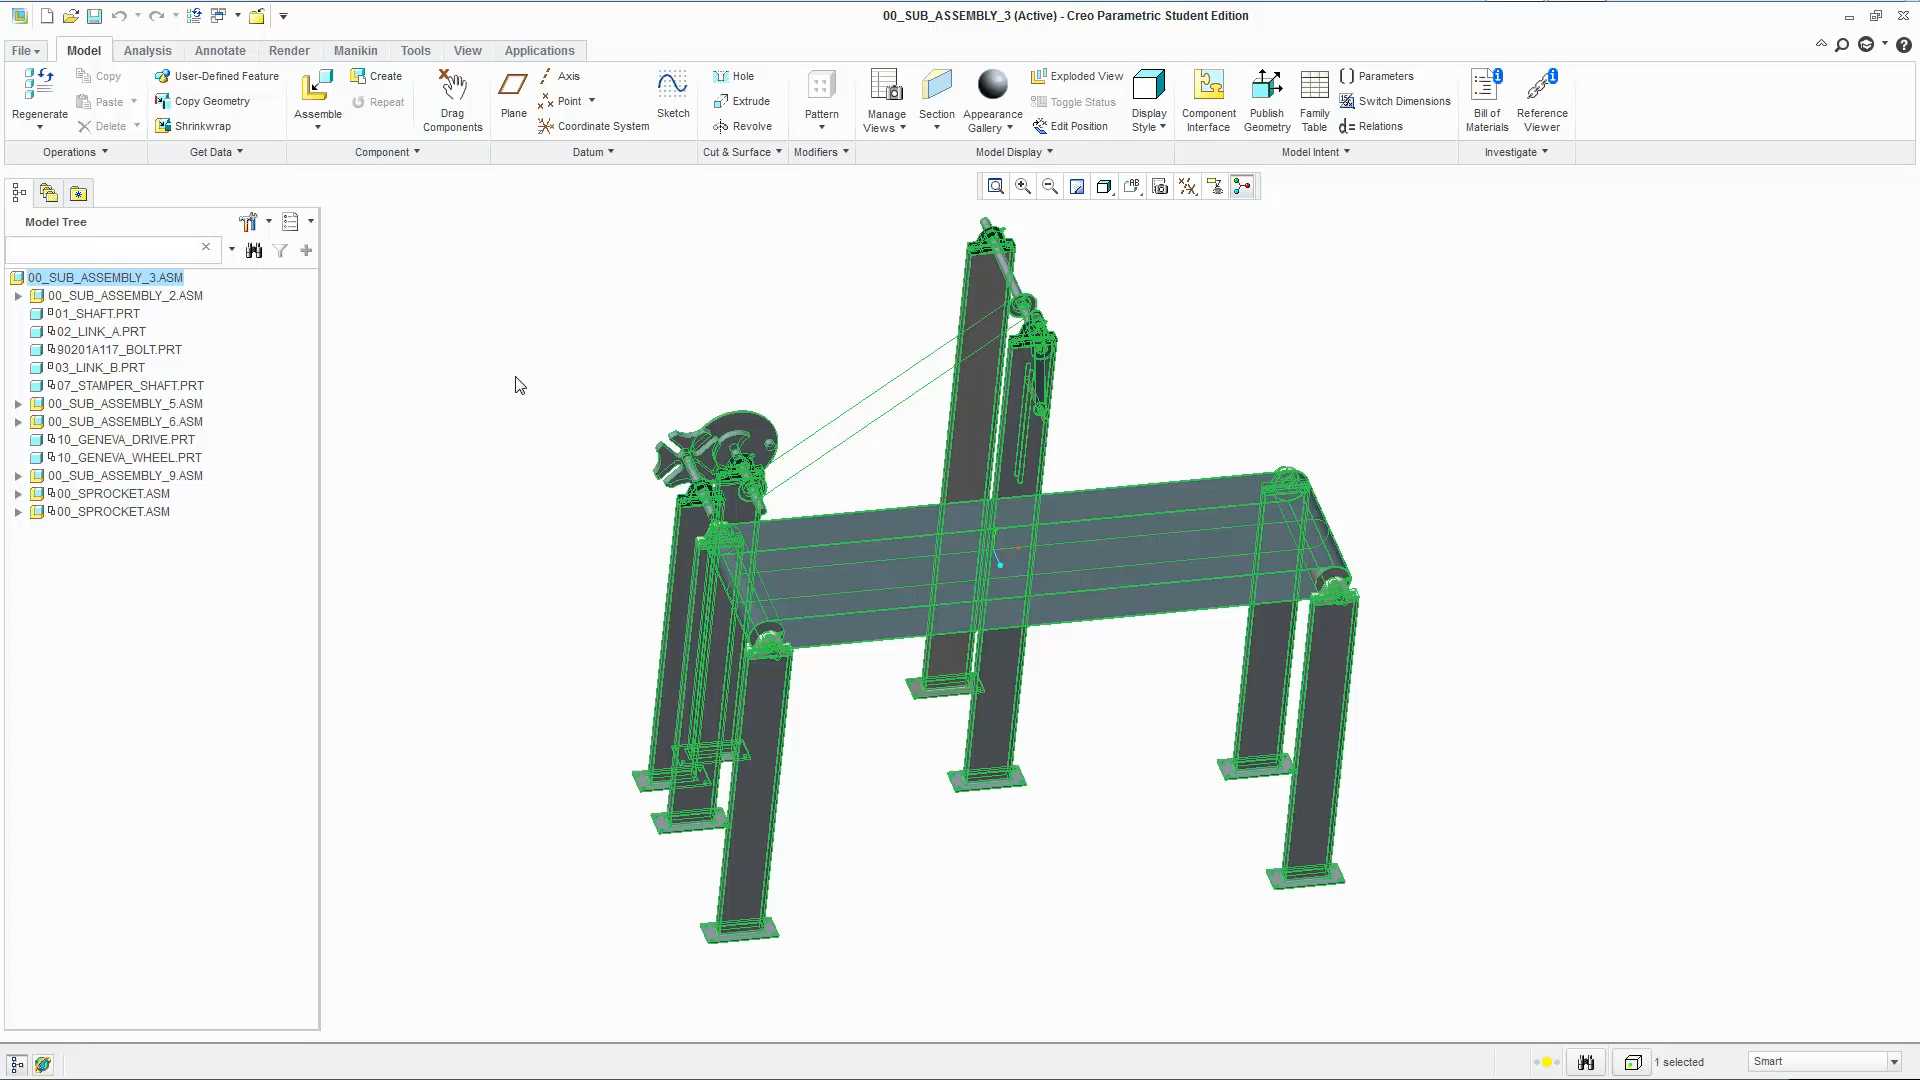 00_SUB_ASSEMBLY_3 (Active) - Creo Parametric Student Edition
File Model Analysis Annotate Render Manikin Tools View Applications
Regenerate
Copy
Paste
Delete
Operations
User-Defined Feature
Copy Geometry
Shrinkwrap
Get Data
Assemble
Create
Repeat
Drag
Components
Component
Plane
Axis
Point
Coordinate System
Sketch
Datum
Hole
Extrude
Revolve
Cut & Surface
Pattern
Modifiers
Manage
Views
Section
Appearance
Gallery
Exploded View
Toggle Status
Edit Position
Display
Style
Model Display
Component
Interface
Publish
Geometry
Family
Table
Parameters
Switch Dimensions
Relations
Model Intent
Bill of
Materials
Reference
Viewer
Investigate
Model Tree
00_SUB_ASSEMBLY_3.ASM
00_SUB_ASSEMBLY_2.ASM
01_SHAFT.PRT
02_LINK_A.PRT
90201A117_BOLT.PRT
03_LINK_B.PRT
07_STAMPER_SHAFT.PRT
00_SUB_ASSEMBLY_5.ASM
00_SUB_ASSEMBLY_6.ASM
10_GENEVA_DRIVE.PRT
10_GENEVA_WHEEL.PRT
00_SUB_ASSEMBLY_9.ASM
00_SPROCKET.ASM
00_SPROCKET.ASM
1 selected
Smart